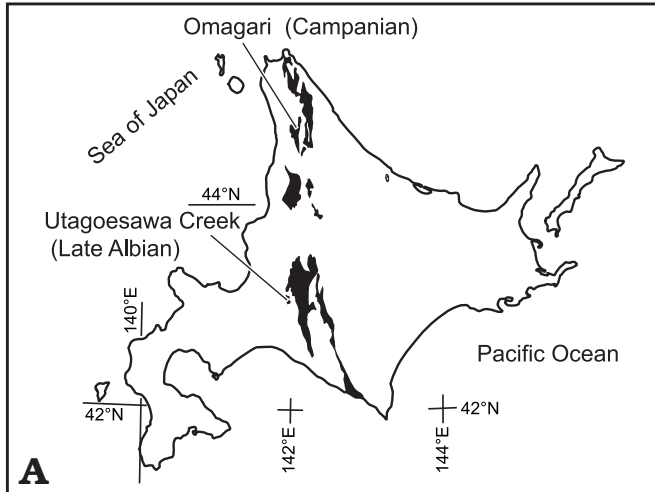 Omagari (Campanian)
Sea of Japan
44°N
Utagoesawa Creek
(Late Albian)
140°E
Pacific Ocean
42°N
142°E
144°E
42°N
A